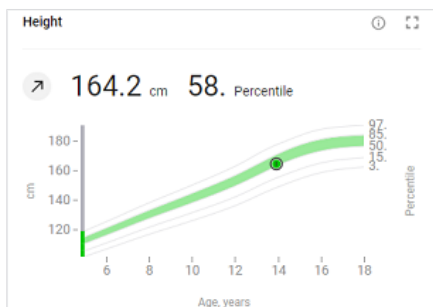 Height
164.2 cm 58. Percentile
97.
85.
50.
15.
3.
180
160
140
120
cm
Percentile
6 8 10 12 14 16 18
Age, years